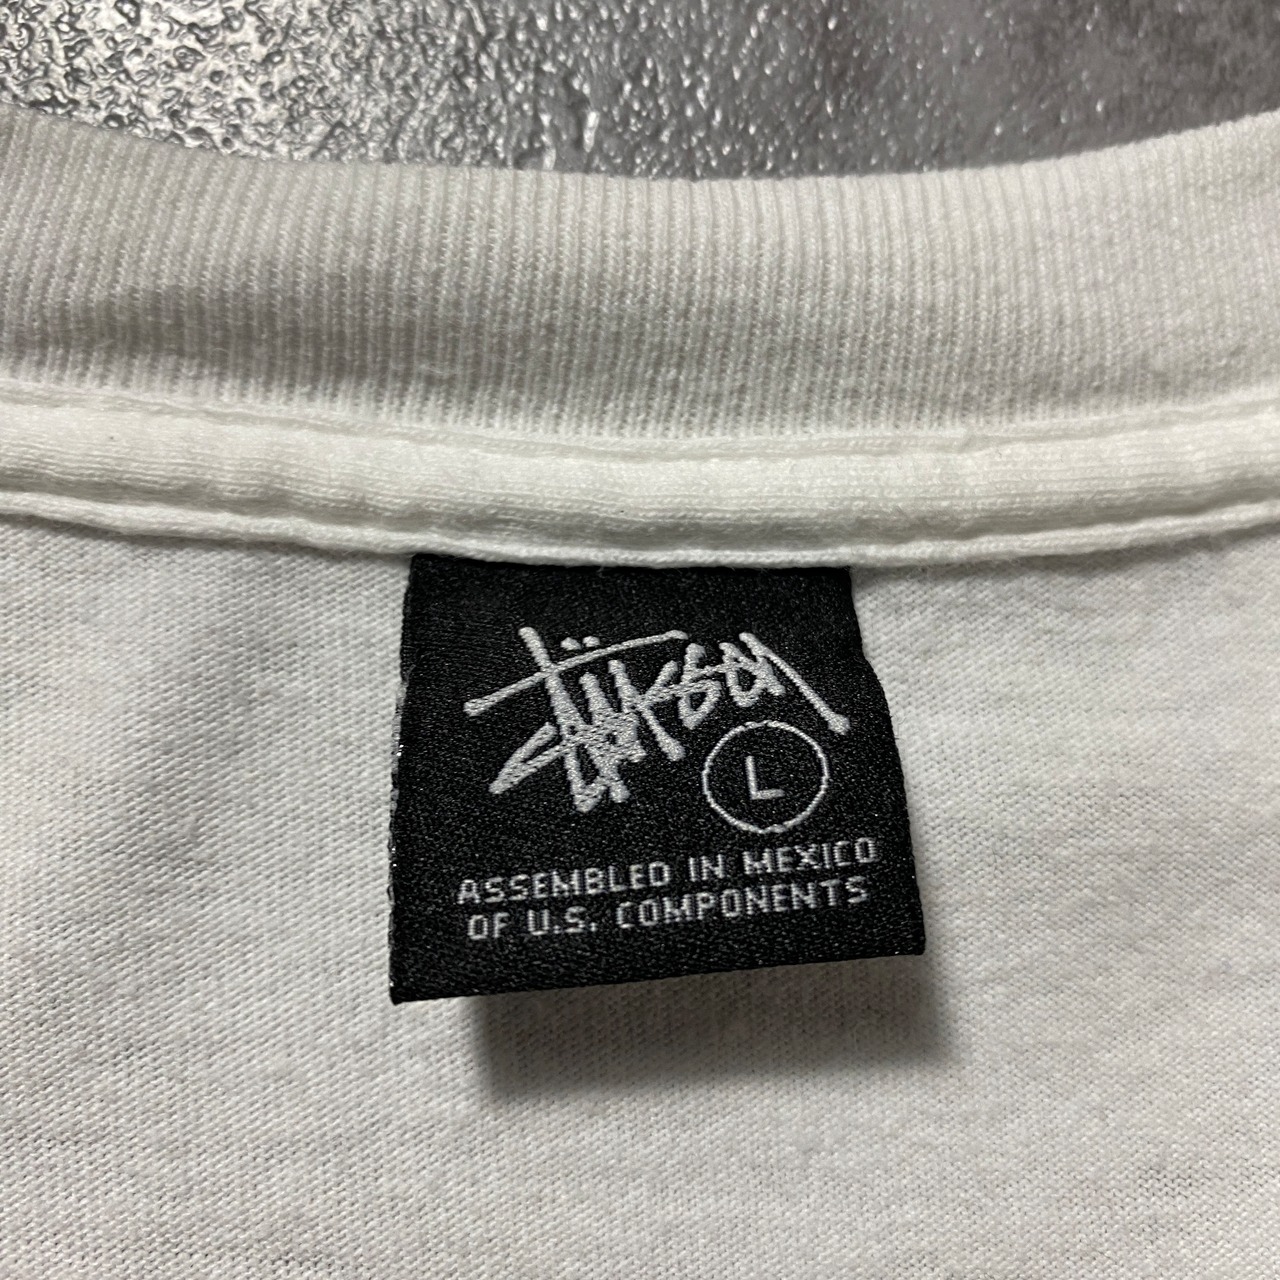 Stüssy
L
ASSEMBLED IN MEXICO
OF U.S. COMPONENTS